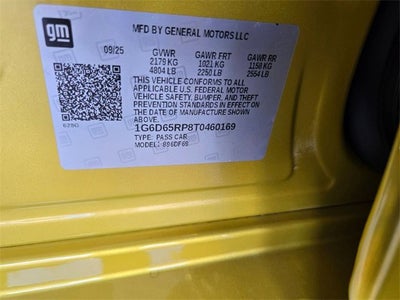 gm
MFD BY GENERAL MOTORS LLC
09/25 GVWR GAWR FRT GAWR RR
2179 KG 1021 KG 1158 KG
4804 LB 2250 LB 2554 LB
THIS VEHICLE CONFORMS TO ALL
APPLICABLE U.S. FEDERAL MOTOR
VEHICLE SAFETY, BUMPER, AND THEFT
PREVENTION STANDARDS IN EFFECT ON
THE DATE OF MANUFACTURE SHOWN
ABOVE.
1G6D65RP8T0460169
TYPE: PASS CAR
MODEL: